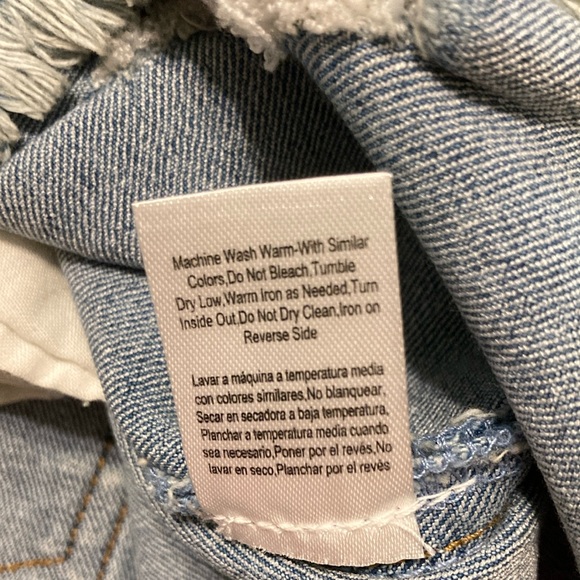 Machine Wash Warm-With Similar
Colors,Do Not Bleach,Tumble
Dry Low,Warm Iron as Needed,Turn
Inside Out,Do Not Dry Clean,Iron on
Reverse Side
Lavar a máquina a temperatura media
con colores similares,No blanquear,
Secar en secadora a baja temperatura,
Planchar a temperatura media cuando
sea necesario,Poner por el revés,No
lavar en seco,Planchar por el revés